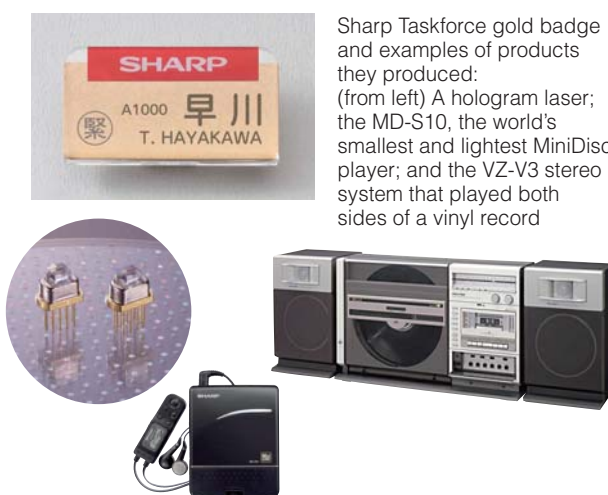 SHARP
A1000 早川
緊 T. HAYAKAWA
Sharp Taskforce gold badge
and examples of products
they produced:
(from left) A hologram laser;
the MD-S10, the world's
smallest and lightest MiniDisc
player; and the VZ-V3 stereo
system that played both
sides of a vinyl record
SHARP